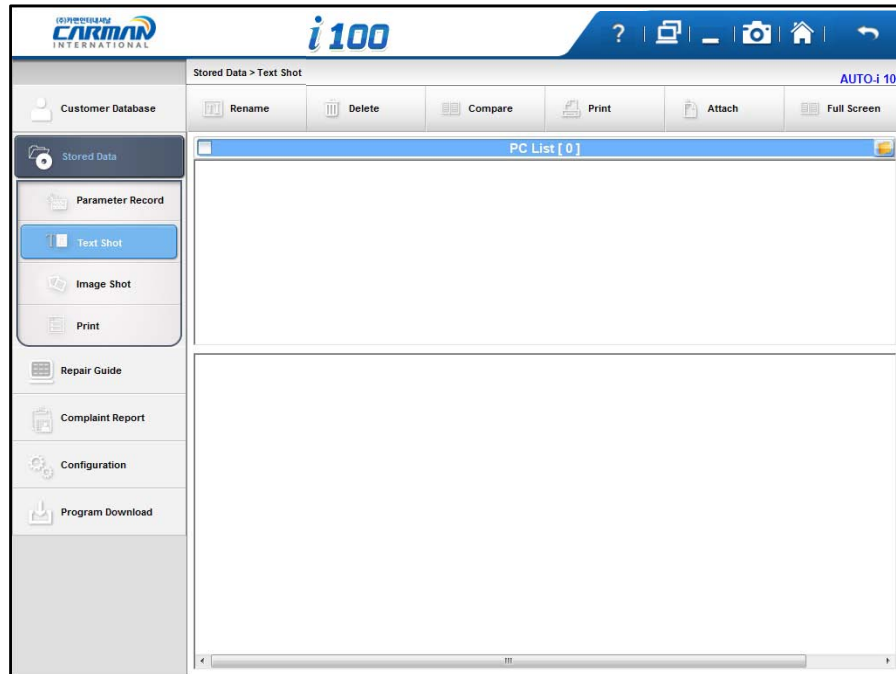 (주)카맨인터내셔널
CARMAN
INTERNATIONAL
i 100
?
Stored Data > Text Shot
AUTO-i 10
Customer Database
Rename
Delete
Compare
Print
Attach
Full Screen
Stored Data
PC List [ 0 ]
Parameter Record
Text Shot
Image Shot
Print
Repair Guide
Complaint Report
Configuration
Program Download